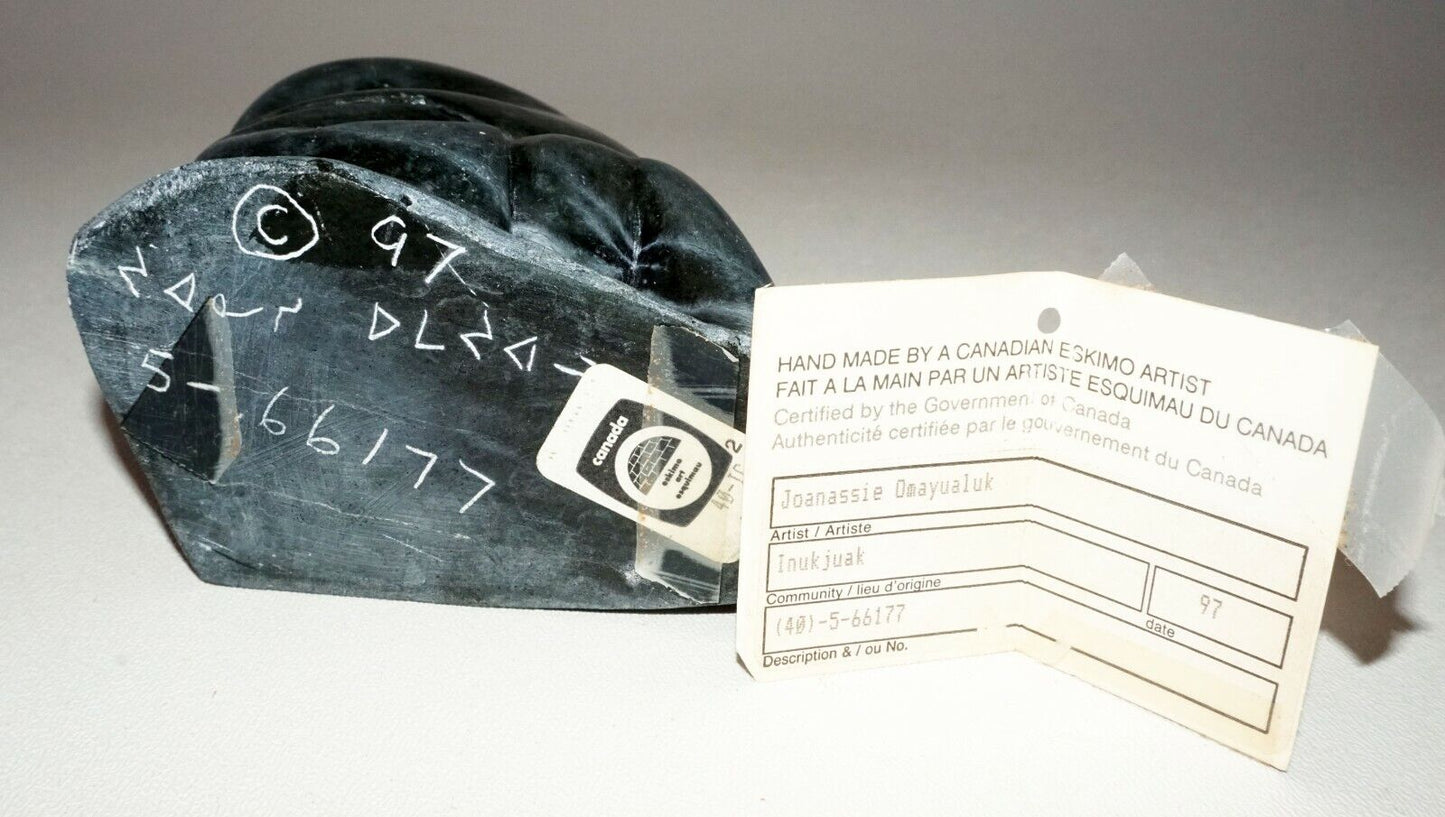 © 97
ᔪᐊᓇᓯ ᐅᒪᔪᐊᓗ
5-66177
canada
eskimo
art
esquimau
HAND MADE BY A CANADIAN ESKIMO ARTIST
FAIT A LA MAIN PAR UN ARTISTE ESQUIMAU DU CANADA
Certified by the Government of Canada
Authenticité certifiée par le gouvernement du Canada
Joanassie Omayualuk
Artist / Artiste
Inukjuak
Community / lieu d'origine
97
date
(40)-5-66177
Description & / ou No.